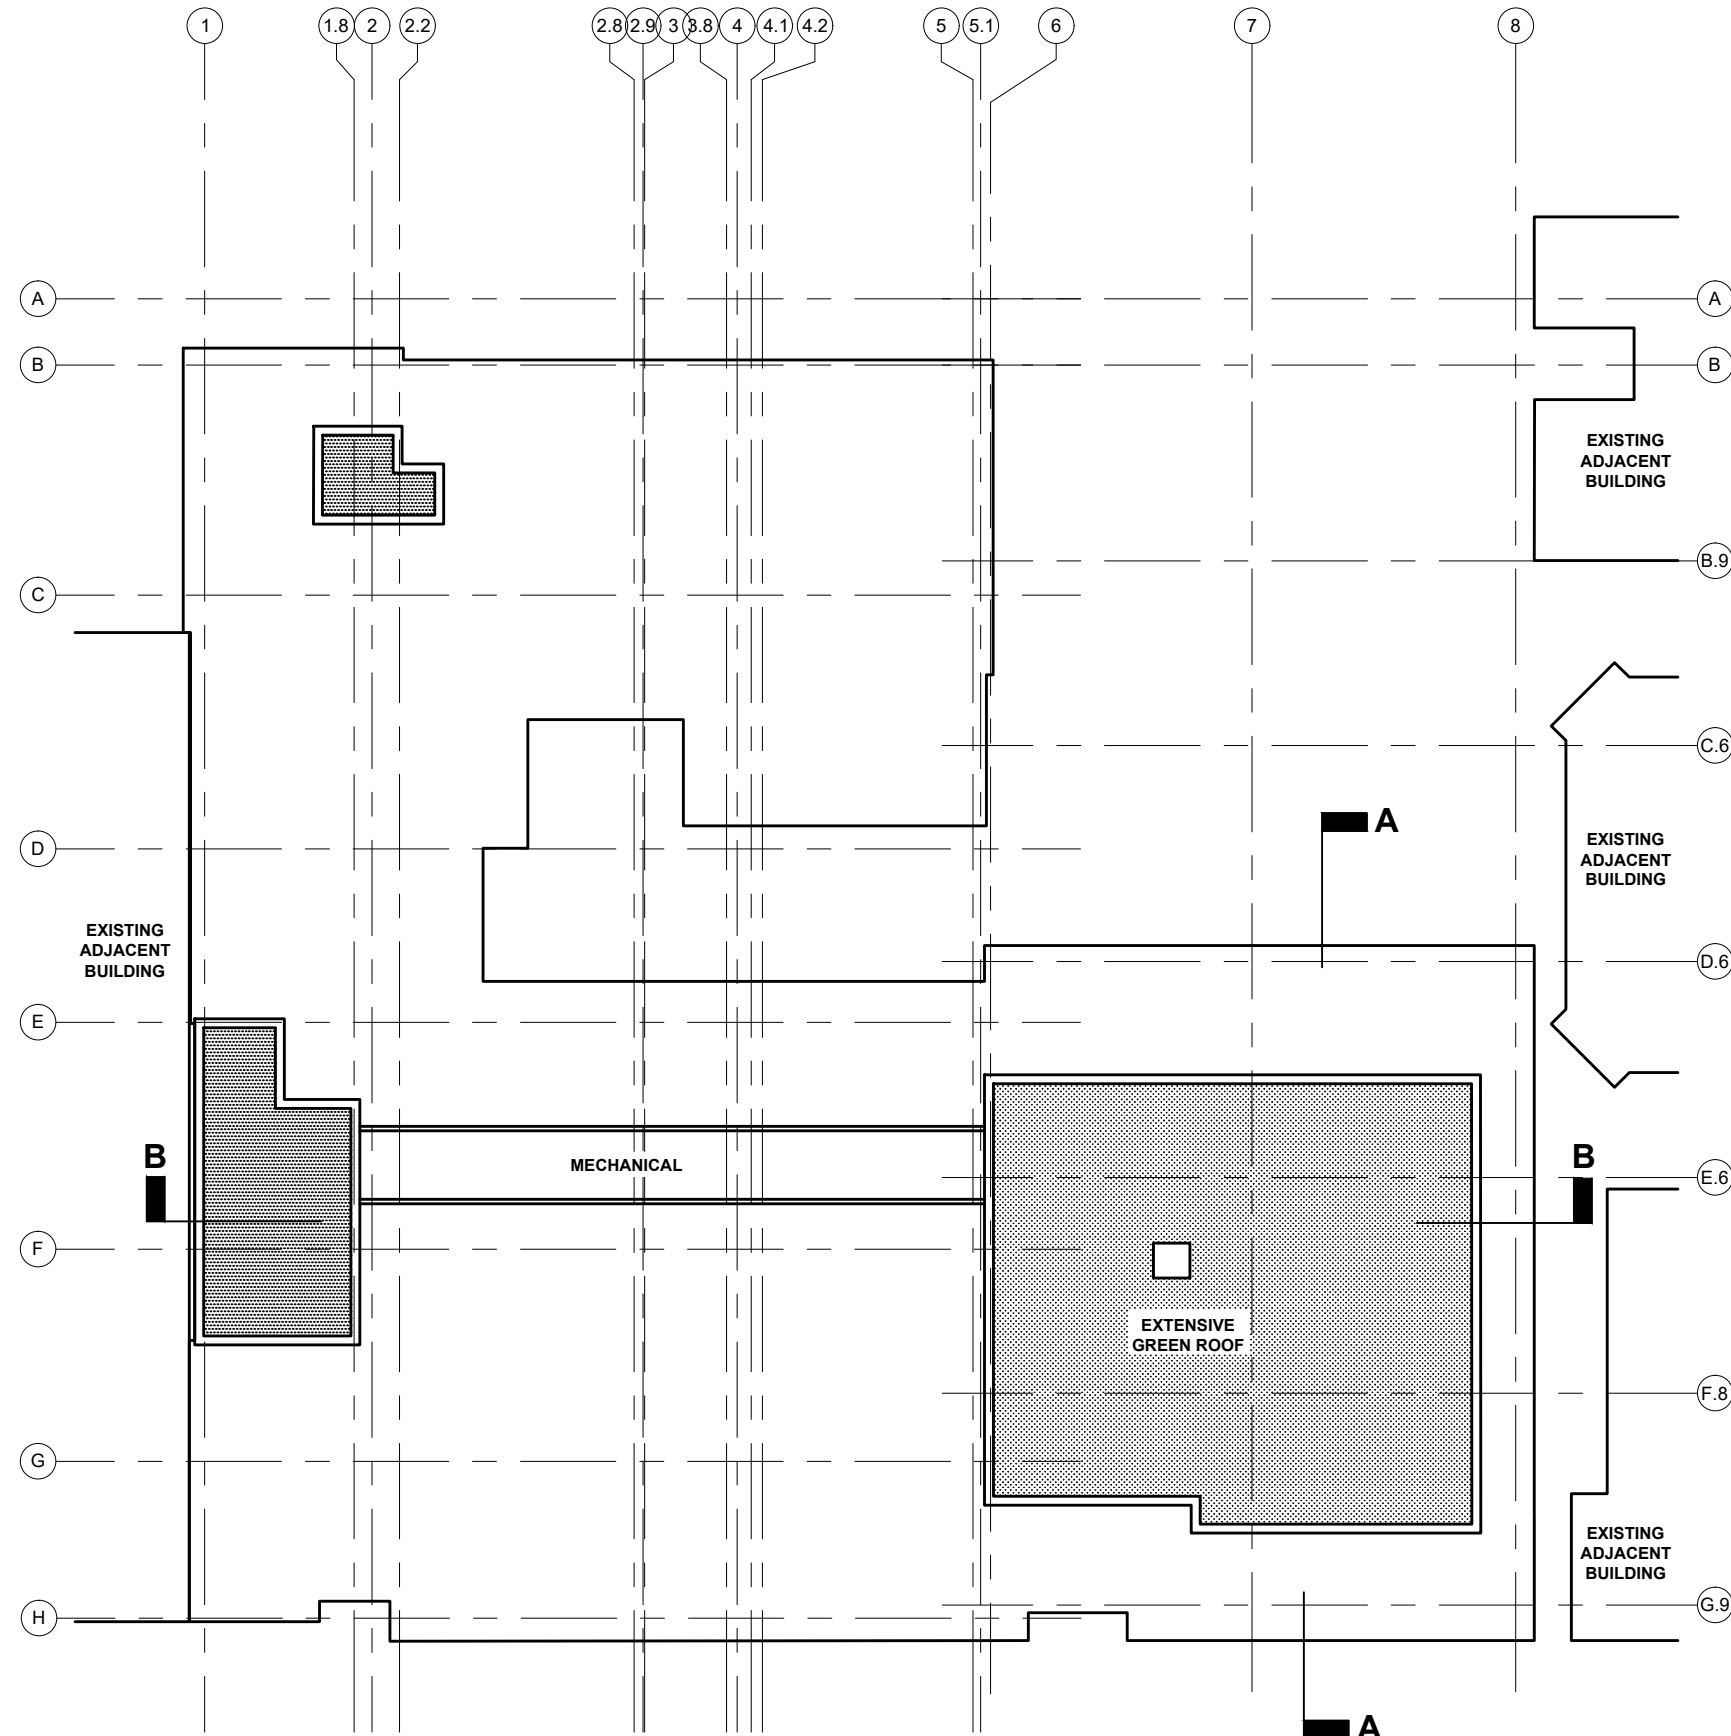 1
1.8
2
2.2
2.8
2.9
3
3.8
4
4.1
4.2
5
5.1
6
7
8
A
A
B
B
EXISTING
ADJACENT
BUILDING
B.9
C
C.6
A
D
EXISTING
ADJACENT
BUILDING
EXISTING
ADJACENT
BUILDING
D.6
E
B
MECHANICAL
B
E.6
F
EXTENSIVE
GREEN ROOF
F.8
G
EXISTING
ADJACENT
BUILDING
H
G.9
A